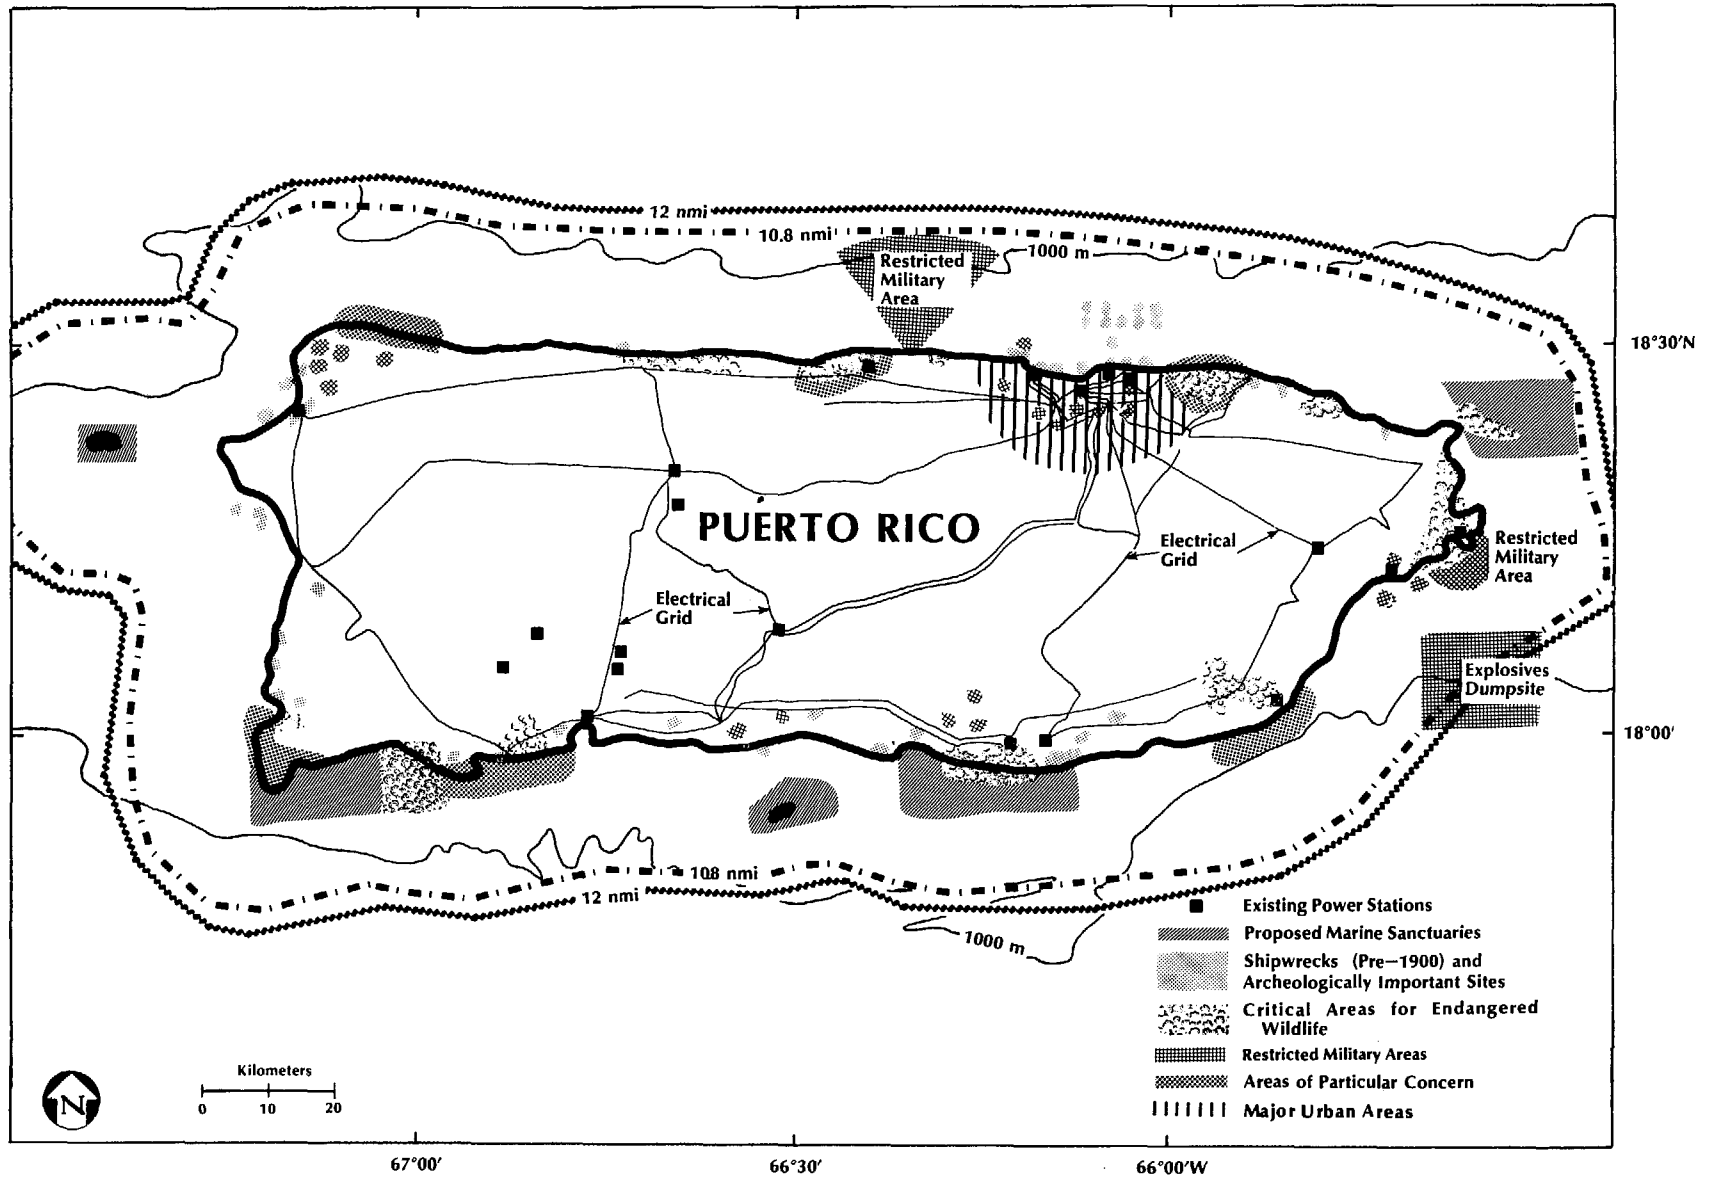 12 nmi
10.8 nmi
1000 m
Restricted
Military
Area
18°30'N
PUERTO RICO
Electrical
Grid
Restricted
Military
Area
Electrical
Grid
Explosives
Dumpsite
18°00'
108 nmi
12 nmi
1000 m
Existing Power Stations
Proposed Marine Sanctuaries
Shipwrecks (Pre—1900) and
Archeologically Important Sites
Critical Areas for Endangered
Wildlife
Restricted Military Areas
Areas of Particular Concern
Major Urban Areas
Kilometers
0 10 20
N
67°00' 66°30' 66°00'W